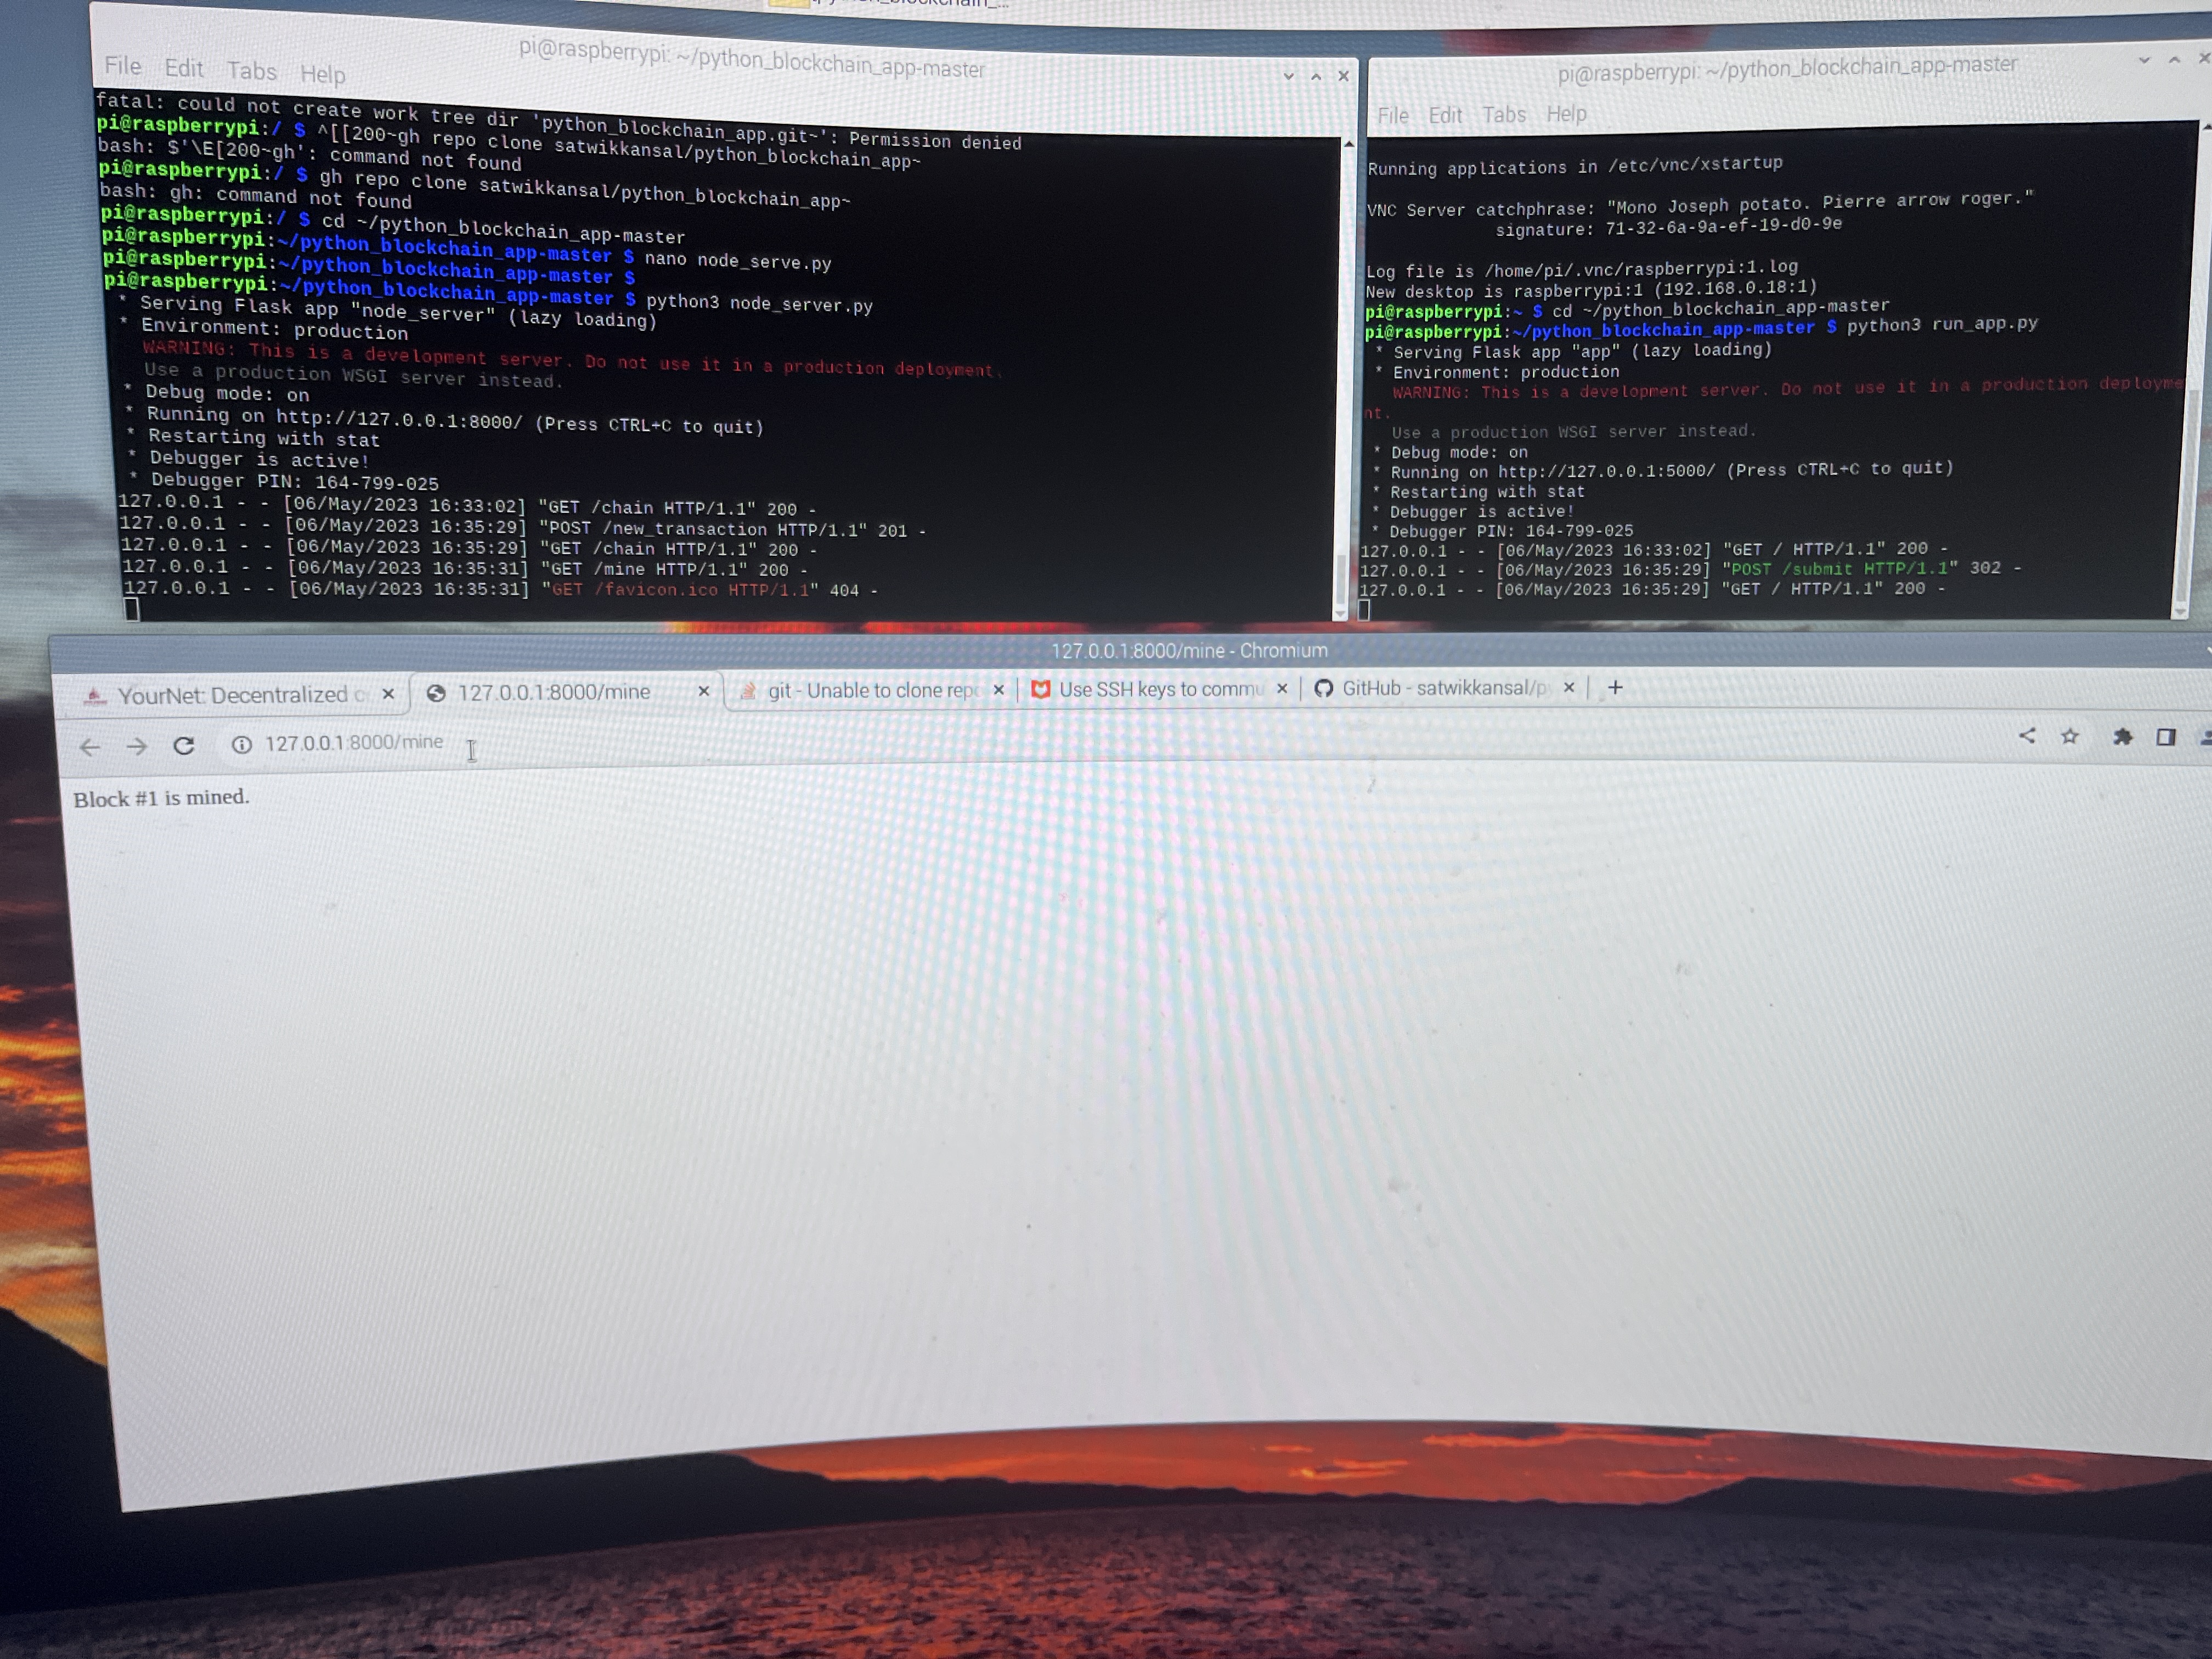 pi@raspberrypi: ~/python_blockchain_app-master
File Edit Tabs Help
fatal: could not create work tree dir 'python_blockchain_app.git~': Permission denied
pi@raspberrypi:/ $ ^[[200~gh repo clone satwikkansal/python_blockchain_app~
bash: $'\E[200~gh': command not found
pi@raspberrypi:/ $ gh repo clone satwikkansal/python_blockchain_app~
bash: gh: command not found
pi@raspberrypi:/ $ cd ~/python_blockchain_app-master
pi@raspberrypi:~/python_blockchain_app-master $ nano node_serve.py
pi@raspberrypi:~/python_blockchain_app-master $
pi@raspberrypi:~/python_blockchain_app-master $ python3 node_server.py
* Serving Flask app "node_server" (lazy loading)
* Environment: production
WARNING: This is a development server. Do not use it in a production deployment.
Use a production WSGI server instead.
* Debug mode: on
* Running on http://127.0.0.1:8000/ (Press CTRL+C to quit)
* Restarting with stat
* Debugger is active!
* Debugger PIN: 164-799-025
127.0.0.1 - - [06/May/2023 16:33:02] "GET /chain HTTP/1.1" 200 -
127.0.0.1 - - [06/May/2023 16:35:29] "POST /new_transaction HTTP/1.1" 201 -
127.0.0.1 - - [06/May/2023 16:35:29] "GET /chain HTTP/1.1" 200 -
127.0.0.1 - - [06/May/2023 16:35:31] "GET /mine HTTP/1.1" 200 -
127.0.0.1 - - [06/May/2023 16:35:31] "GET /favicon.ico HTTP/1.1" 404 -
pi@raspberrypi: ~/python_blockchain_app-master
File Edit Tabs Help
Running applications in /etc/vnc/xstartup
VNC Server catchphrase: "Mono Joseph potato. Pierre arrow roger."
signature: 71-32-6a-9a-ef-19-d0-9e
Log file is /home/pi/.vnc/raspberrypi:1.log
New desktop is raspberrypi:1 (192.168.0.18:1)
pi@raspberrypi:~ $ cd ~/python_blockchain_app-master
pi@raspberrypi:~/python_blockchain_app-master $ python3 run_app.py
* Serving Flask app "app" (lazy loading)
* Environment: production
WARNING: This is a development server. Do not use it in a production deployme
nt.
Use a production WSGI server instead.
* Debug mode: on
* Running on http://127.0.0.1:5000/ (Press CTRL+C to quit)
* Restarting with stat
* Debugger is active!
* Debugger PIN: 164-799-025
127.0.0.1 - - [06/May/2023 16:33:02] "GET / HTTP/1.1" 200 -
127.0.0.1 - - [06/May/2023 16:35:29] "POST /submit HTTP/1.1" 302 -
127.0.0.1 - - [06/May/2023 16:35:29] "GET / HTTP/1.1" 200 -
127.0.0.1:8000/mine - Chromium
YourNet: Decentralized c
127.0.0.1:8000/mine
git - Unable to clone repo
Use SSH keys to commu
GitHub - satwikkansal/p
127.0.0.1:8000/mine
Block #1 is mined.